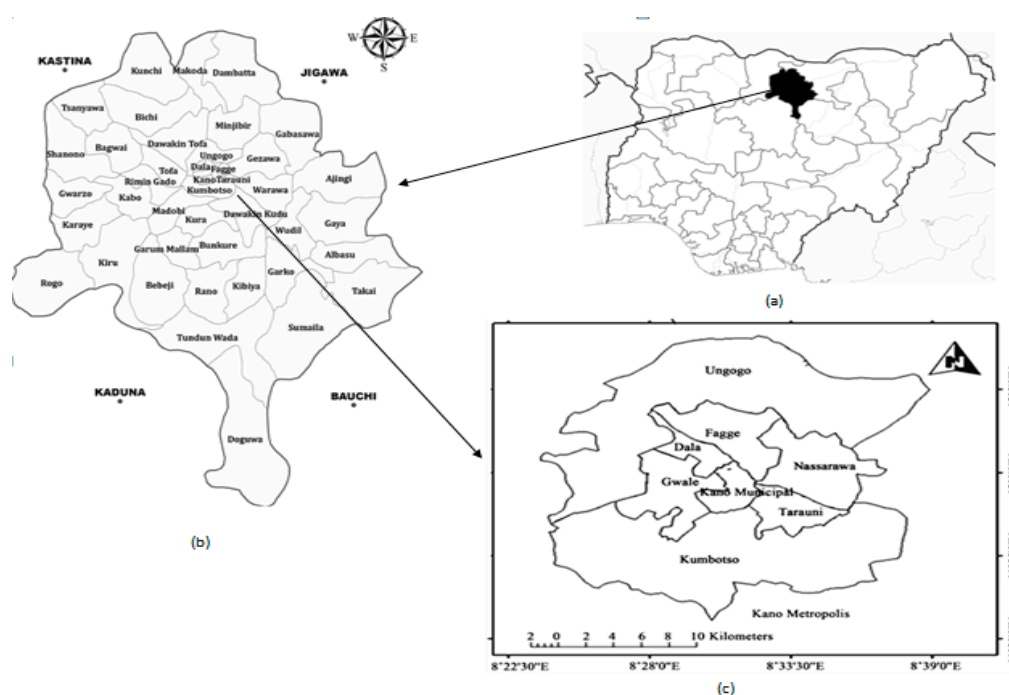 N
W
E
S
KASTINA
JIGAWA
Kunchi
Makoda
Dambatta
Tsanyawa
Bichi
Minjibir
Gabasawa
Shanono
Bagwai
Dawakin Tofa
Ungogo
Gezawa
Tofa
Dala
Fagge
Ajingi
Rimin Gado
Kano
Tarauni
Gwarzo
Kabo
Kumbotso
Warawa
Karaye
Madobi
Kura
Dawakin Kudu
Gaya
Wudil
Garum Mallam
Bunkure
Albasu
Kiru
Garko
Rogo
Bebeji
Rano
Kibiya
Takai
Tundun Wada
Sumaila
KADUNA
BAUCHI
Doguwa
(b)
(a)
N
Ungogo
Fagge
Dala
Nassarawa
Gwale
Kano Municipal
Tarauni
Kumbotso
Kano Metropolis
2 0 2 4 6 8 10 Kilometers
8°22'30"E 8°28'0"E 8°33'30"E 8°39'0"E
(c)